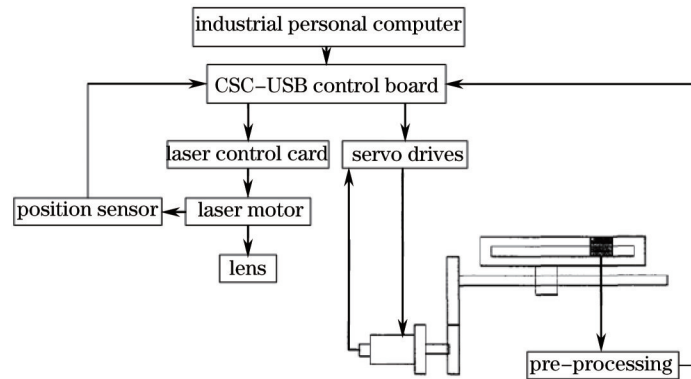 industrial personal computer
CSC-USB control board
laser control card
servo drives
position sensor
laser motor
lens
pre-processing